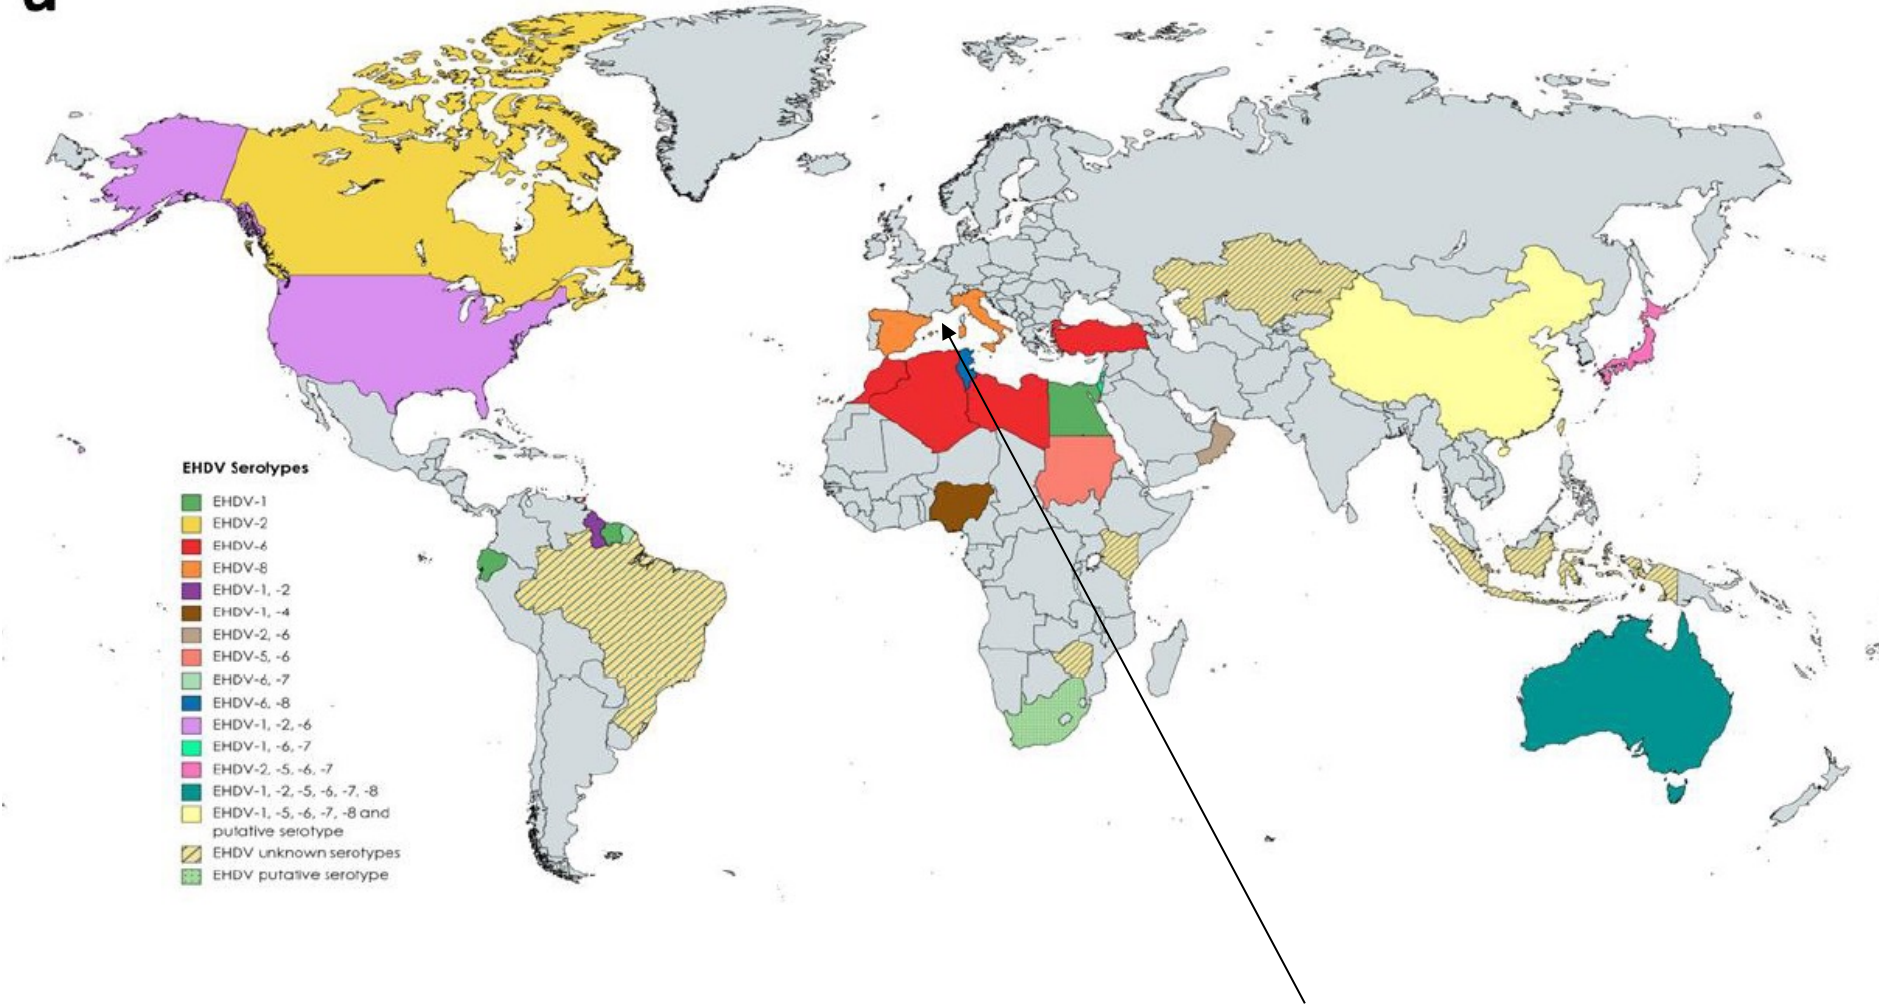 EHDV Serotypes
EHDV-1
EHDV-2
EHDV-6
EHDV-8
EHDV-1, -2
EHDV-1, -4
EHDV-2, -6
EHDV-5, -6
EHDV-6, -7
EHDV-6, -8
EHDV-1, -2, -6
EHDV-1, -6, -7
EHDV-2, -5, -6, -7
EHDV-1, -2, -5, -6, -7, -8
EHDV-1, -5, -6, -7, -8 and
putative serotype
EHDV unknown serotypes
EHDV putative serotype